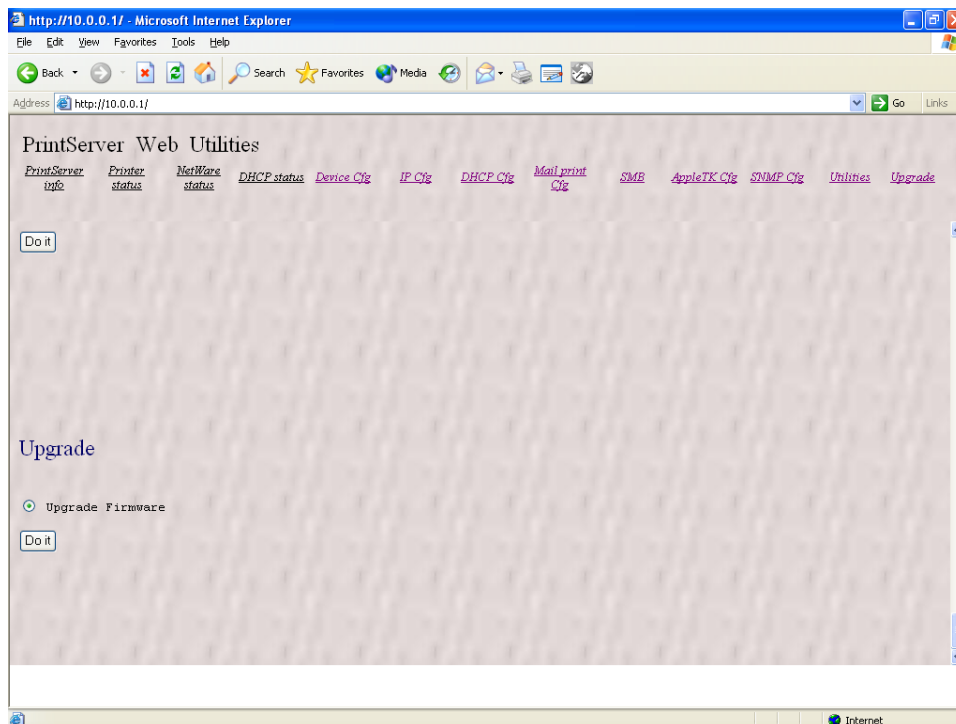 http://10.0.0.1/ - Microsoft Internet Explorer
File Edit View Favorites Tools Help
Back Search Favorites Media
Address http://10.0.0.1/ Go Links
PrintServer Web Utilities
PrintServer info Printer status NetWare status DHCP status Device Cfg IP Cfg DHCP Cfg Mail print Cfg SMB AppleTK Cfg SNMP Cfg Utilities Upgrade
Do it
Upgrade
Upgrade Firmware
Do it
Internet